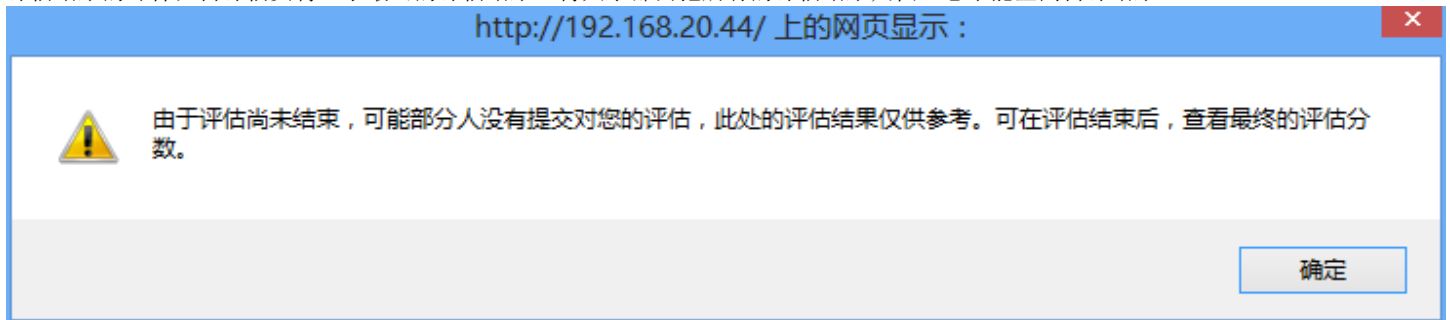 http://192.168.20.44/ 上的网页显示：
由于评估尚未结束，可能部分人没有提交对您的评估，此处的评估结果仅供参考。可在评估结束后，查看最终的评估分
数。
确定